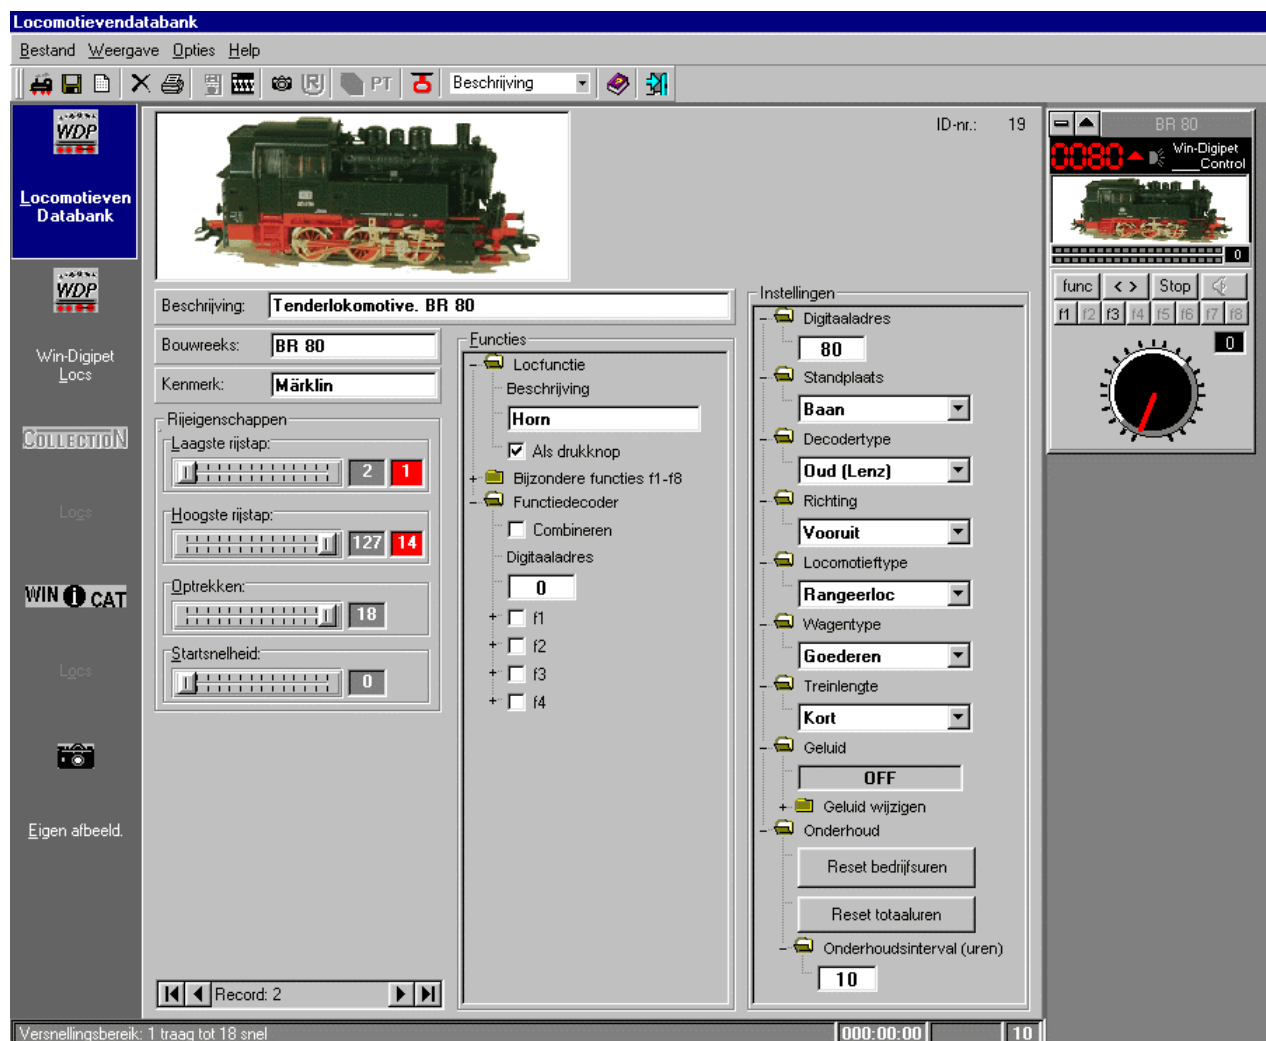 Locomotievendatabank
Bestand Weergave Opties Help
PT Beschrijving
WDP
Locomotieven
Databank
WDP
Win-Digipet
Locs
COLLECTION
Locs
WIN CAT
Locs
Eigen afbeeld.
ID-nr.: 19
Beschrijving: Tenderlokomotive. BR 80
Bouwreeks: BR 80
Kenmerk: Märklin
Rijeigenschappen
Laagste rijstap:
2 1
Hoogste rijstap:
127 14
Optrekken:
18
Startsnelheid:
0
Record: 2
Functies
Locfunctie
Beschrijving
Horn
Als drukknop
Bijzondere functies f1-f8
Functiedecoder
Combineren
Digitaaladres
0
f1
f2
f3
f4
Instellingen
Digitaaladres
80
Standplaats
Baan
Decodertype
Oud (Lenz)
Richting
Vooruit
Locomotieftype
Rangeerloc
Wagentype
Goederen
Treinlengte
Kort
Geluid
OFF
Geluid wijzigen
Onderhoud
Reset bedrijfsuren
Reset totaaluren
Onderhoudsinterval (uren)
10
BR 80
0080 Win-Digipet
___Control
0
func < > Stop
f1 f2 f3 f4 f5 f6 f7 f8
0
Versnellingsbereik: 1 traag tot 18 snel 000:00:00 10